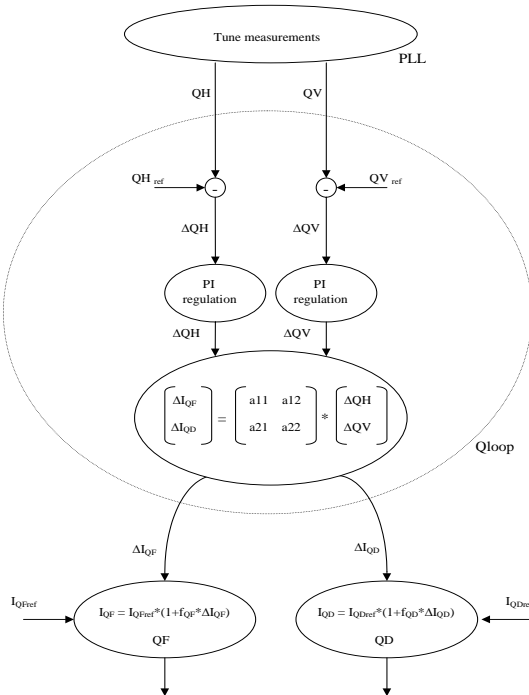 Tune measurements
PLL
QH QV
QH ref QV ref
- -
ΔQH ΔQV
PI regulation
PI regulation
ΔQH ΔQV
ΔIQF a11 a12 ΔQH
= *
ΔIQD a21 a22 ΔQV
Qloop
ΔIQF ΔIQD
IQFref IQDre
IQF = IQFref*(1+fQF*ΔIQF) IQD = IQDref*(1+fQD*ΔIQD)
QF QD